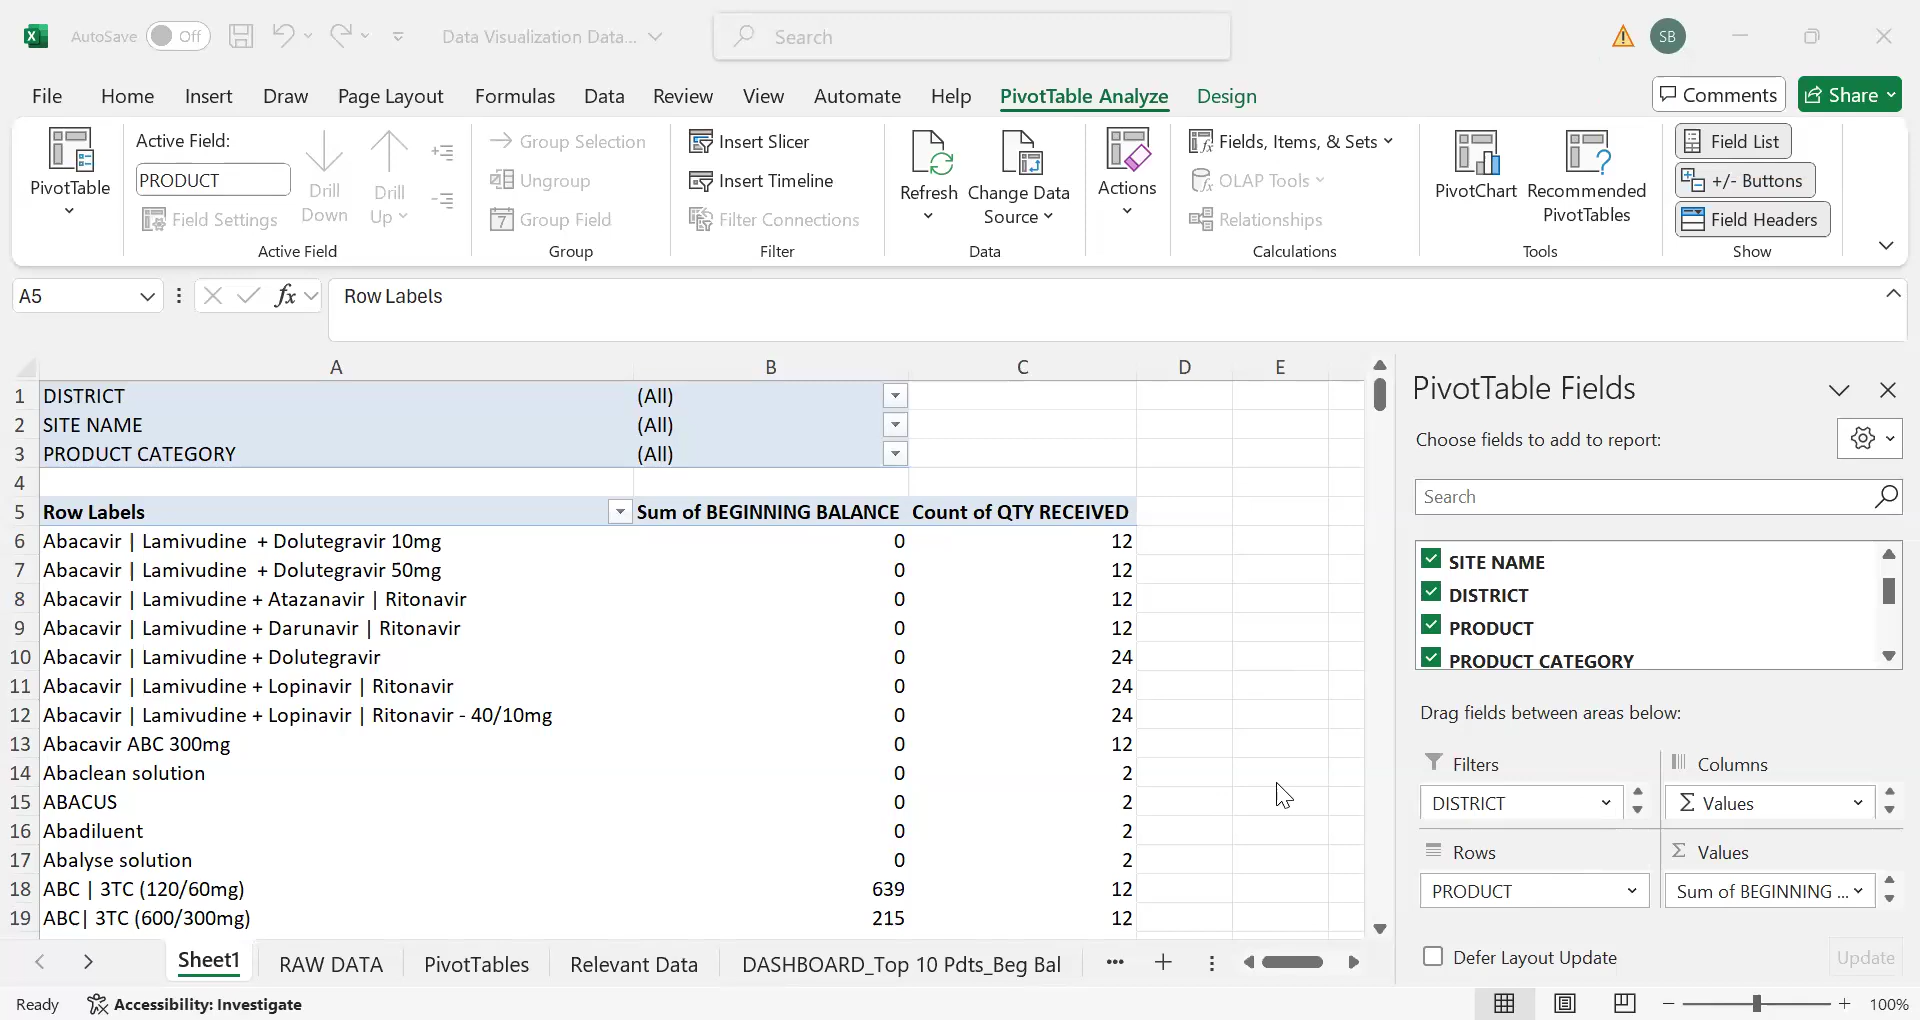 AutoSave Off Data Visualization Data... Search SB
File Home Insert Draw Page Layout Formulas Data Review View Automate Help PivotTable Analyze Design Comments Share
PivotTable
Active Field:
PRODUCT
Field Settings
Drill Down
Drill Up
Active Field
Group Selection
Ungroup
Group Field
Group
Insert Slicer
Insert Timeline
Filter Connections
Filter
Refresh
Change Data Source
Data
Actions
Fields, Items, & Sets
OLAP Tools
Relationships
Calculations
PivotChart
Recommended PivotTables
Tools
Field List
+/- Buttons
Field Headers
Show
A5 fx Row Labels
A B C D E
1 DISTRICT (All)
2 SITE NAME (All)
3 PRODUCT CATEGORY (All)
4
5 Row Labels Sum of BEGINNING BALANCE Count of QTY RECEIVED
6 Abacavir | Lamivudine  + Dolutegravir 10mg 0 12
7 Abacavir | Lamivudine  + Dolutegravir 50mg 0 12
8 Abacavir | Lamivudine + Atazanavir | Ritonavir 0 12
9 Abacavir | Lamivudine + Darunavir | Ritonavir 0 12
10 Abacavir | Lamivudine + Dolutegravir 0 24
11 Abacavir | Lamivudine + Lopinavir | Ritonavir 0 24
12 Abacavir | Lamivudine + Lopinavir | Ritonavir - 40/10mg 0 24
13 Abacavir ABC 300mg 0 12
14 Abaclean solution 0 2
15 ABACUS 0 2
16 Abadiluent 0 2
17 Abalyse solution 0 2
18 ABC | 3TC (120/60mg) 639 12
19 ABC| 3TC (600/300mg) 215 12
PivotTable Fields
Choose fields to add to report:
Search
SITE NAME
DISTRICT
PRODUCT
PRODUCT CATEGORY
Drag fields between areas below:
Filters
DISTRICT
Columns
Σ Values
Rows
PRODUCT
Σ Values
Sum of BEGINNING ...
Defer Layout Update Update
Sheet1 RAW DATA PivotTables Relevant Data DASHBOARD_Top 10 Pdts_Beg Bal ...
Ready Accessibility: Investigate 100%